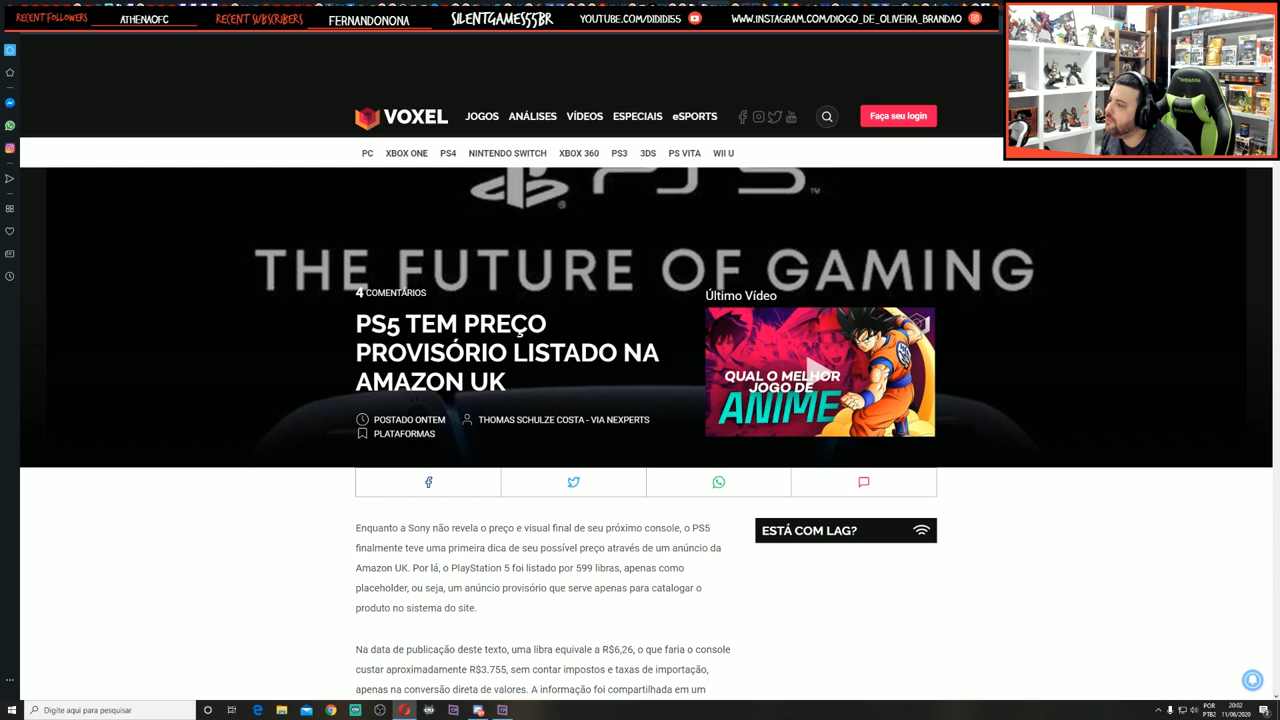 RECENT FOLLOWERS ATHENAOFC RECENT SUBSCRIBERS FERNANDONONA SILENTGAMES55BR YOUTUBE.COM/DIDIDI55 WWW.INSTAGRAM.COM/DIOGO_DE_OLIVEIRA_BRANDAO
VOXEL JOGOS ANÁLISES VÍDEOS ESPECIAIS eSPORTS Faça seu login
PC XBOX ONE PS4 NINTENDO SWITCH XBOX 360 PS3 3DS PS VITA WII U
PS5™
THE FUTURE OF GAMING
4 COMENTÁRIOS
PS5 TEM PREÇO
PROVISÓRIO LISTADO NA
AMAZON UK
POSTADO ONTEM THOMAS SCHULZE COSTA - VIA NEXPERTS
PLATAFORMAS
Último Vídeo
QUAL O MELHOR
JOGO DE
ANIME
Enquanto a Sony não revela o preço e visual final de seu próximo console, o PS5
finalmente teve uma primeira dica de seu possível preço através de um anúncio da
Amazon UK. Por lá, o PlayStation 5 foi listado por 599 libras, apenas como
placeholder, ou seja, um anúncio provisório que serve apenas para catalogar o
produto no sistema do site.
Na data de publicação deste texto, uma libra equivale a R$6,26, o que faria o console
custar aproximadamente R$3.755, sem contar impostos e taxas de importação,
apenas na conversão direta de valores. A informação foi compartilhada em um
ESTÁ COM LAG?
Digite aqui para pesquisar
POR
PTB2
20:02
11/06/2020